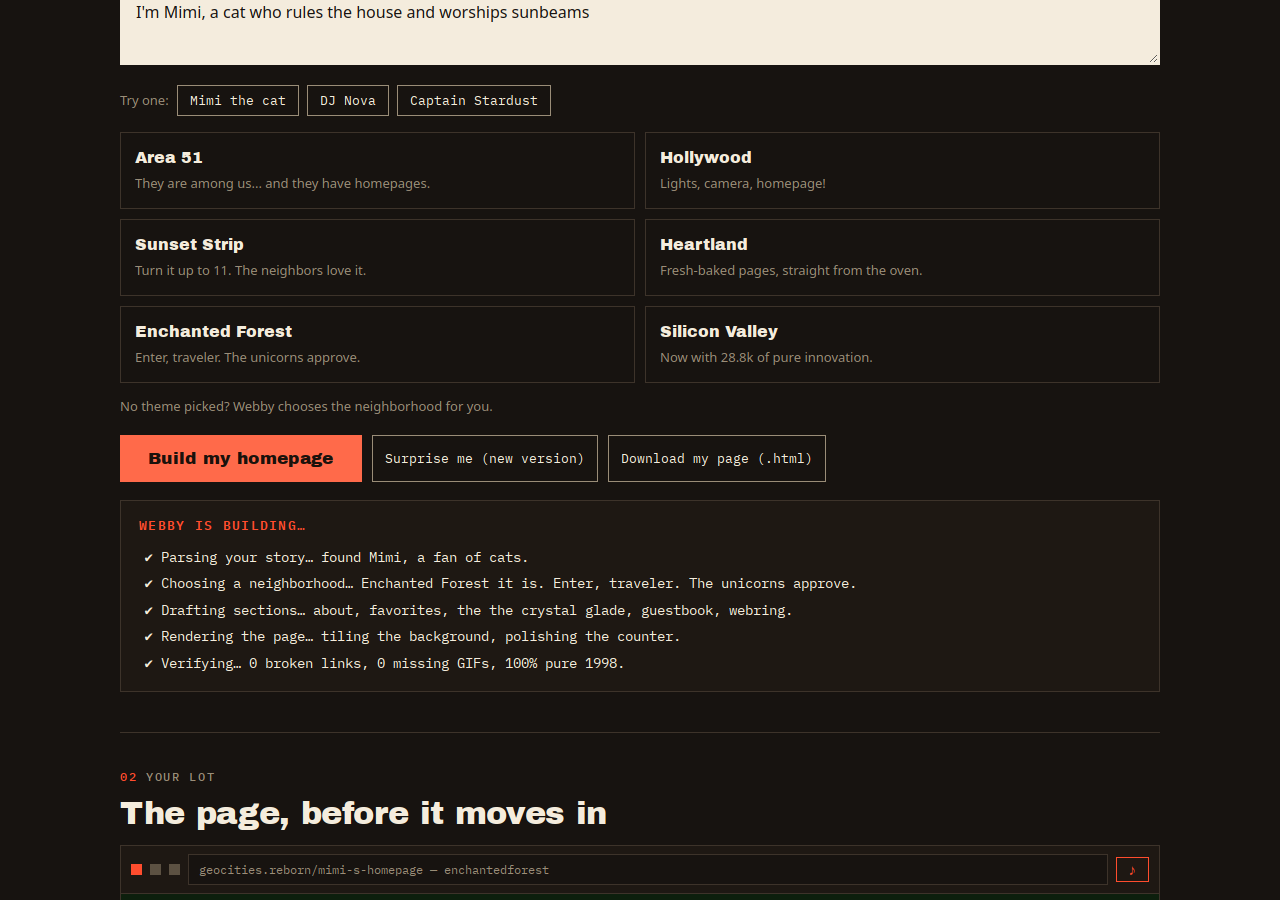 I'm Mimi, a cat who rules the house and worships sunbeams
Try one: Mimi the cat DJ Nova Captain Stardust
Area 51
They are among us… and they have homepages.
Hollywood
Lights, camera, homepage!
Sunset Strip
Turn it up to 11. The neighbors love it.
Heartland
Fresh-baked pages, straight from the oven.
Enchanted Forest
Enter, traveler. The unicorns approve.
Silicon Valley
Now with 28.8k of pure innovation.
No theme picked? Webby chooses the neighborhood for you.
Build my homepage Surprise me (new version) Download my page (.html)
WEBBY IS BUILDING…
✔ Parsing your story… found Mimi, a fan of cats.
✔ Choosing a neighborhood… Enchanted Forest it is. Enter, traveler. The unicorns approve.
✔ Drafting sections… about, favorites, the the crystal glade, guestbook, webring.
✔ Rendering the page… tiling the background, polishing the counter.
✔ Verifying… 0 broken links, 0 missing GIFs, 100% pure 1998.
02 YOUR LOT
The page, before it moves in
geocities.reborn/mimi-s-homepage — enchantedforest ♪